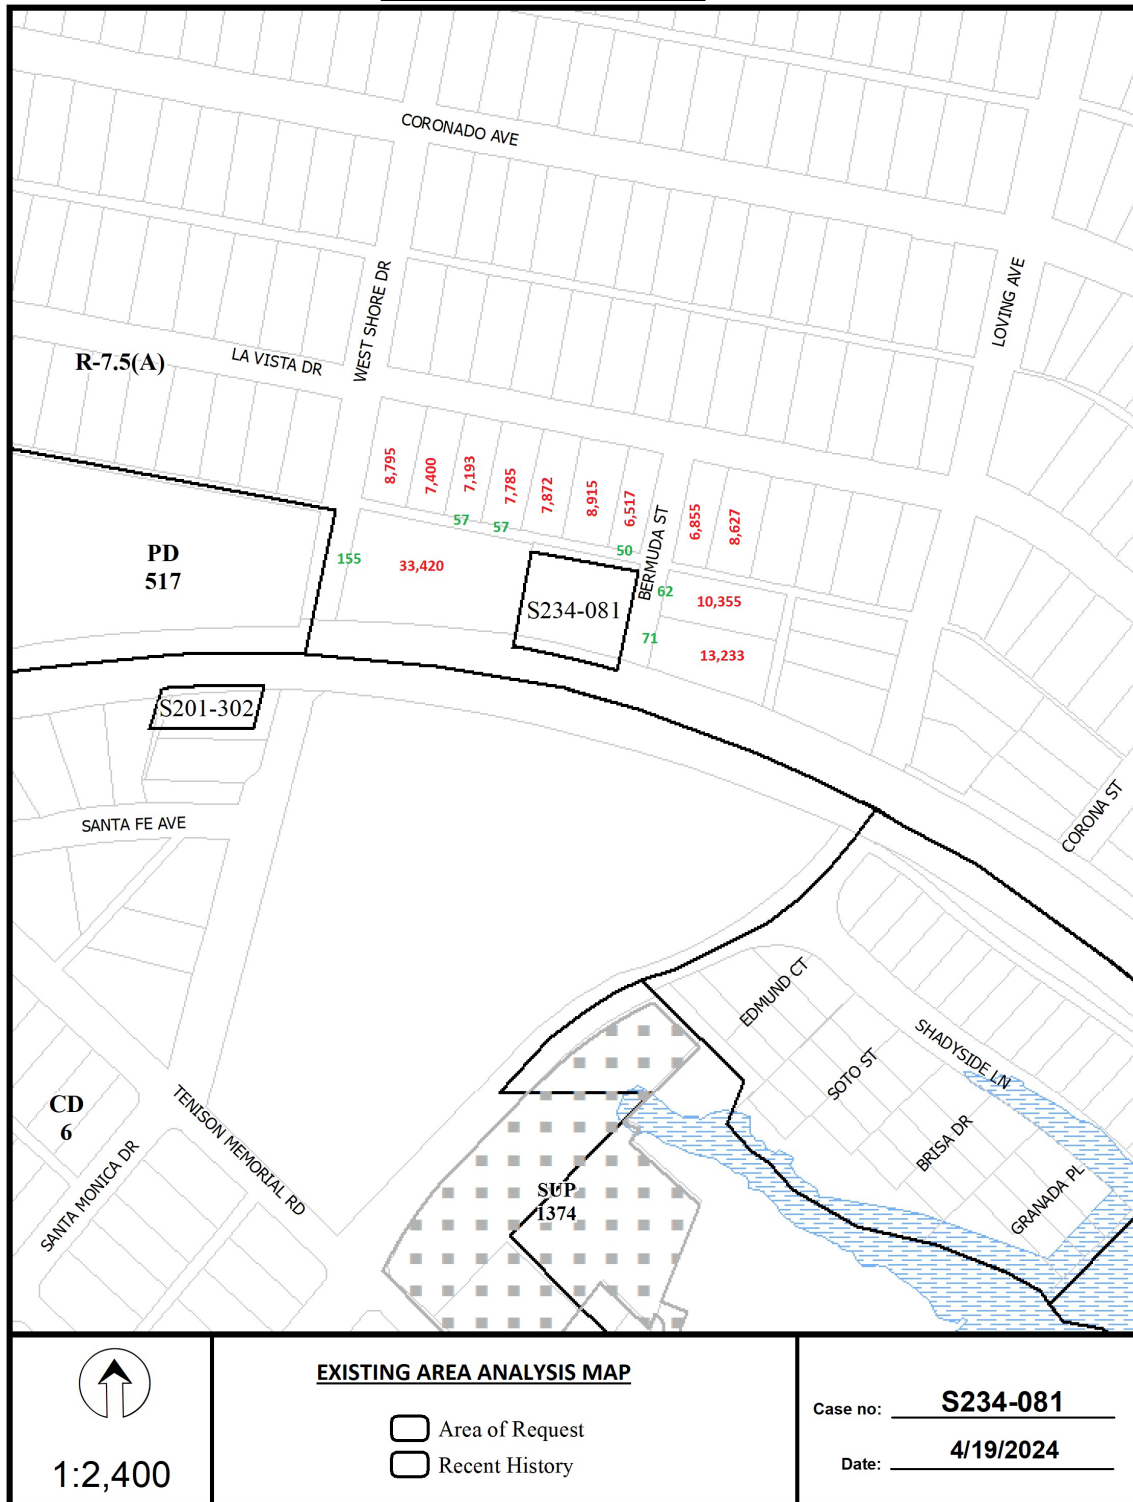 CORONADO AVE
WEST SHORE DR
LOVING AVE
R-7.5(A)
LA VISTA DR
8,795
7,400
7,193
7,785
7,872
8,915
6,517
6,855
8,627
57
57
50
BERMUDA ST
PD
517
155
33,420
S234-081
62
10,355
71
13,233
S201-302
SANTA FE AVE
CORONA ST
EDMUND CT
SHADYSIDE LN
SOTO ST
BRISA DR
GRANADA PL
CD
6
TENISON MEMORIAL RD
SANTA MONICA DR
SUP
1374
1:2,400
EXISTING AREA ANALYSIS MAP
Area of Request
Recent History
Case no: S234-081
Date: 4/19/2024